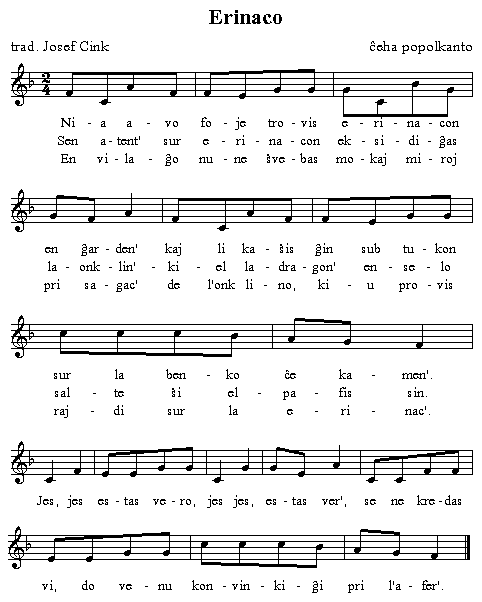 Erinaco
trad. Josef Cink ĉeĥa popolkanto
2
4
Ni - a a - vo fo - je tro - vis e - ri - na - con
Sen a - tent' sur e - ri - na - con ek - si - di - ĝas
En vi - la - ĝo nu - ne ŝve - bas mo - kaj mi - roj
en ĝar - den' kaj li ka - ŝis ĝin sub tu - kon
la - onk - lin' - ki - el la - dra - gon' en - se - lo
pri sa - gac' de l'onk li - no, ki - u pro - vis
sur la ben - ko ĉe ka - men'.
sal - te ŝi el - pa - fis sin.
raj - di sur la e - ri - nac'.
Jes, jes es - tas ve - ro, jes jes, es - tas ver', se ne kre - das
vi, do ve - nu kon - vin - ki - ĝi pri l'a - fer'.